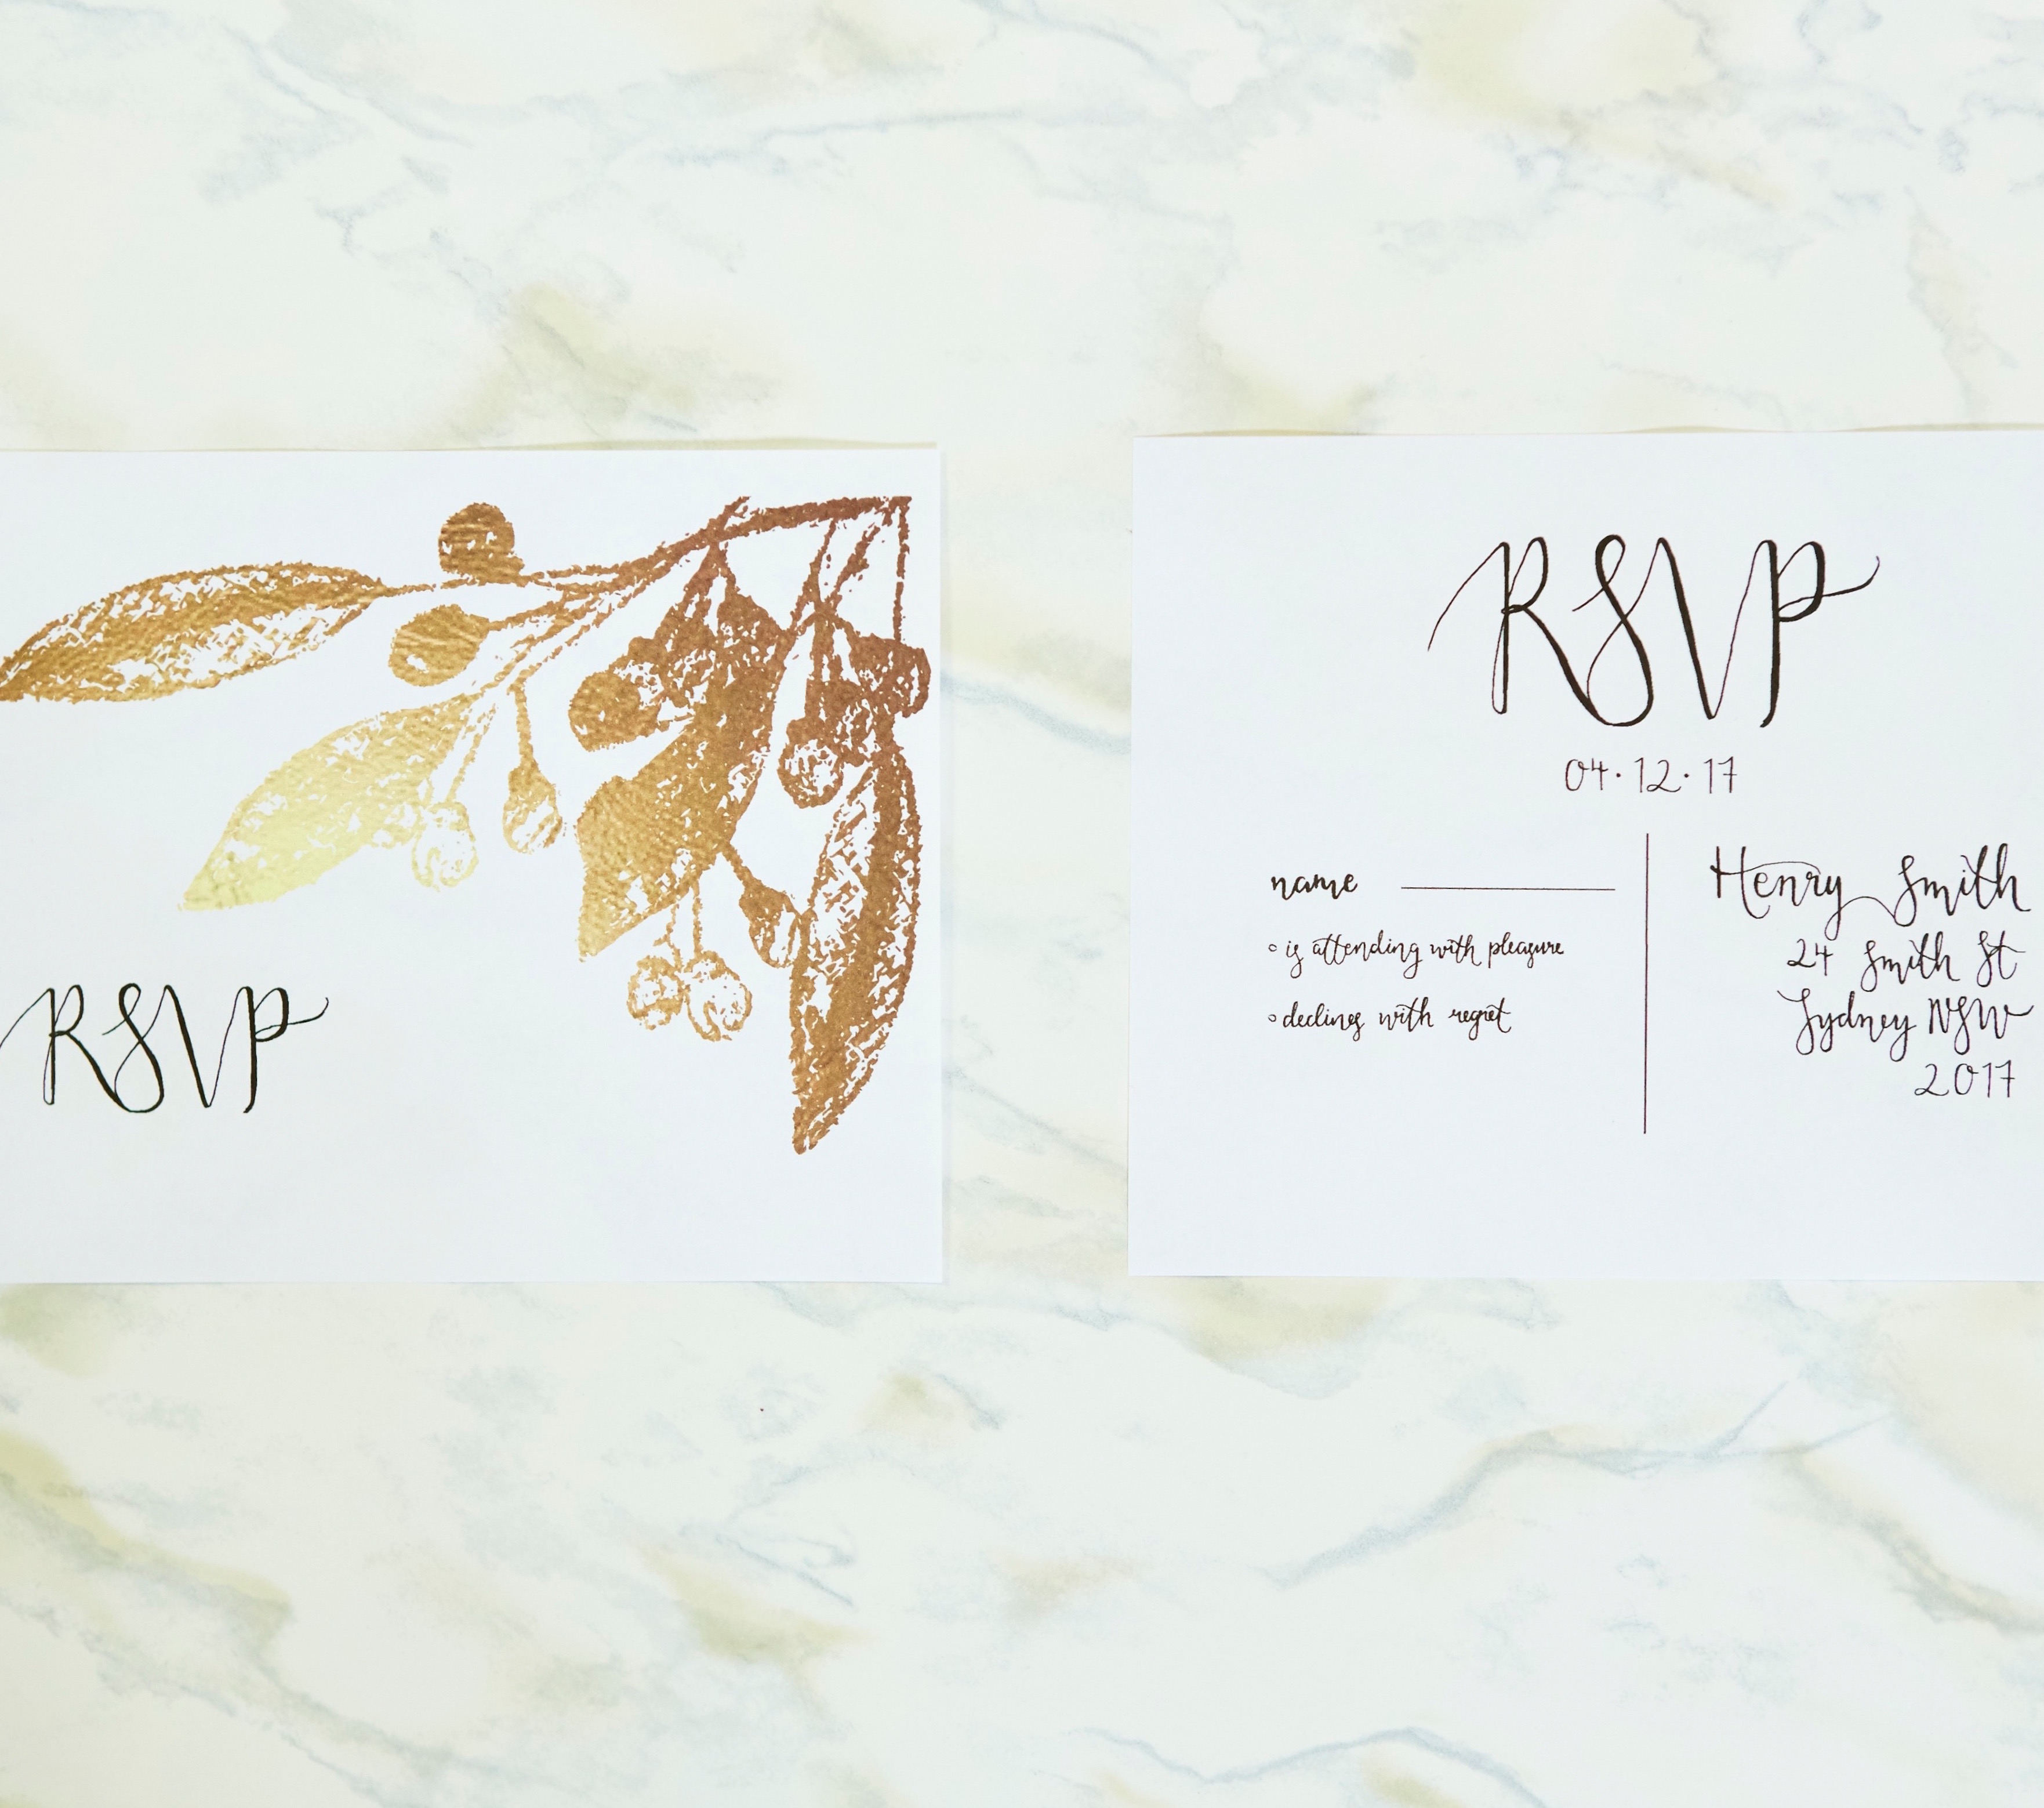 RSVP
RSVP
04·12·17
name
is attending with pleasure
declines with regret
Henry Smith
24 Smith St
Sydney NSW
2017